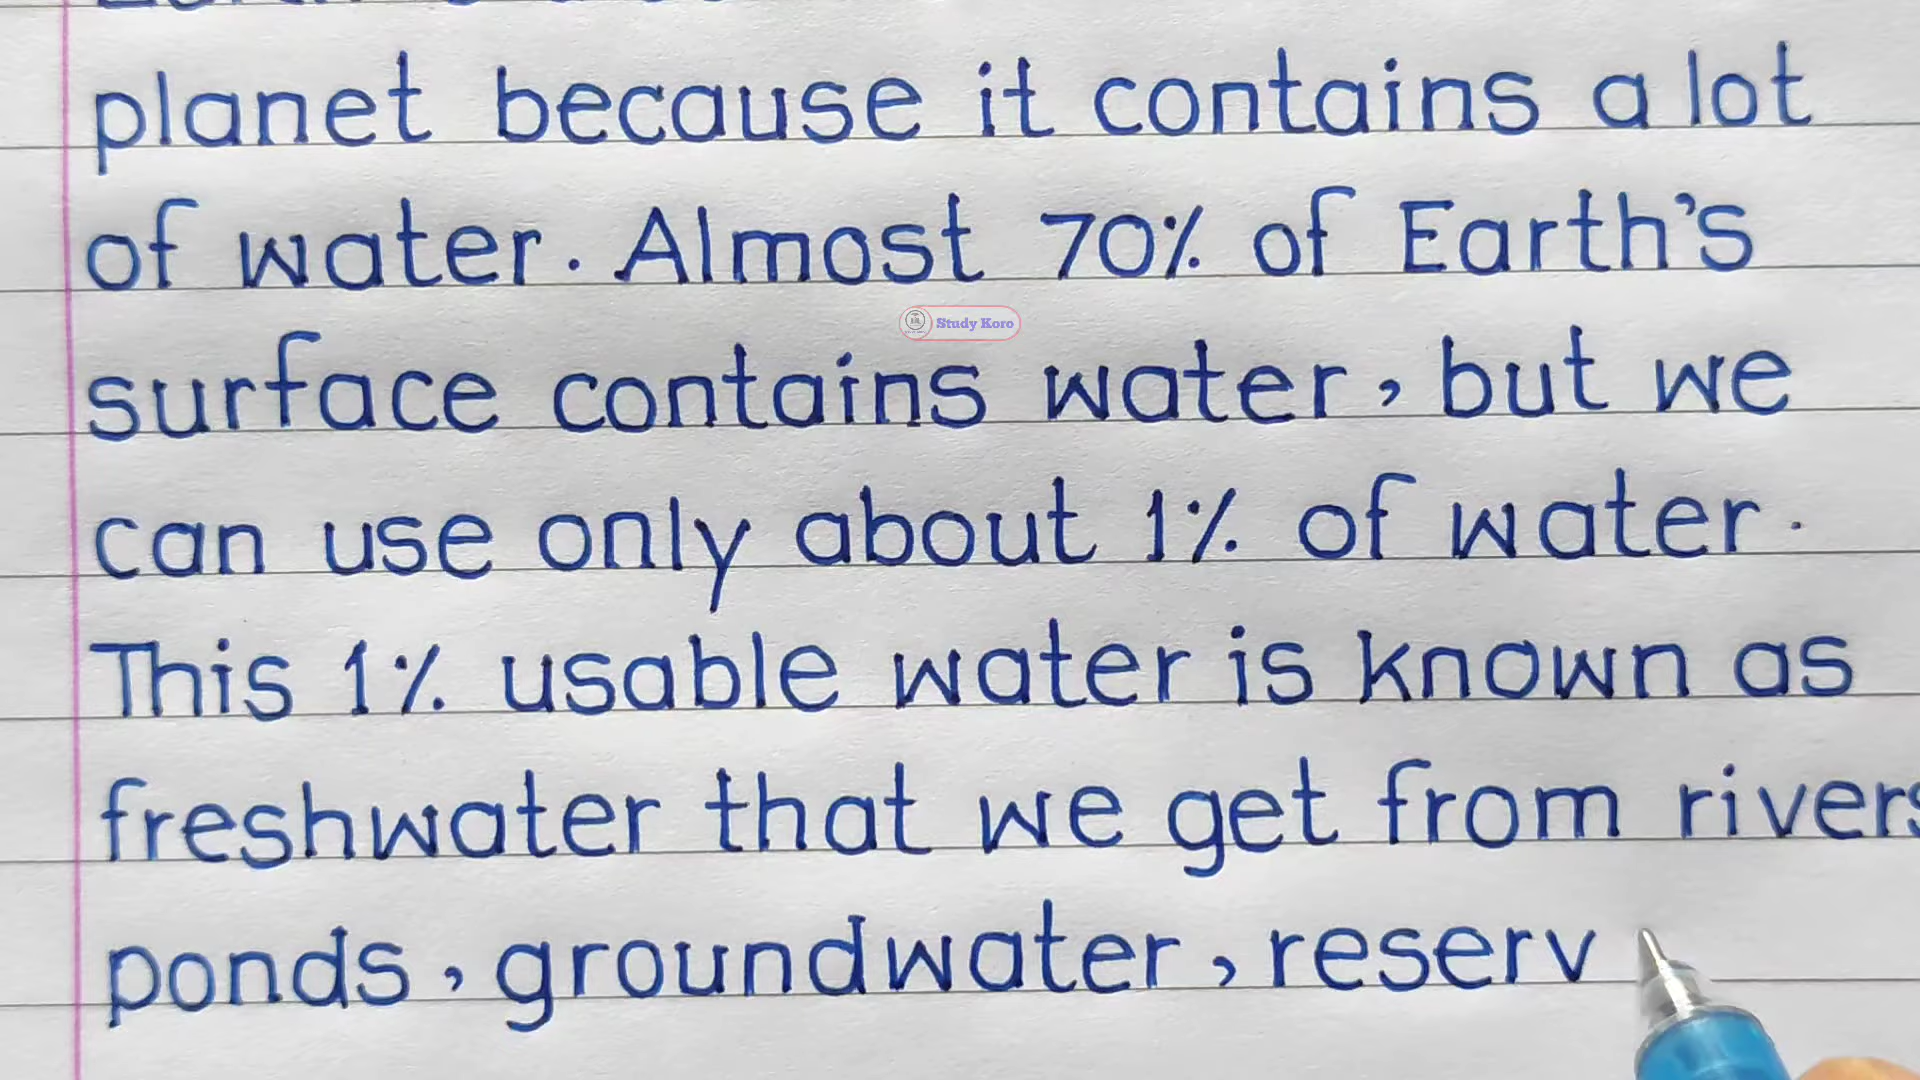 planet because it contains a lot
of water. Almost 70% of Earth's
Study Koro
surface contains water, but we
can use only about 1% of water.
This 1% usable water is known as
freshwater that we get from rivers
ponds, groundwater, reserv